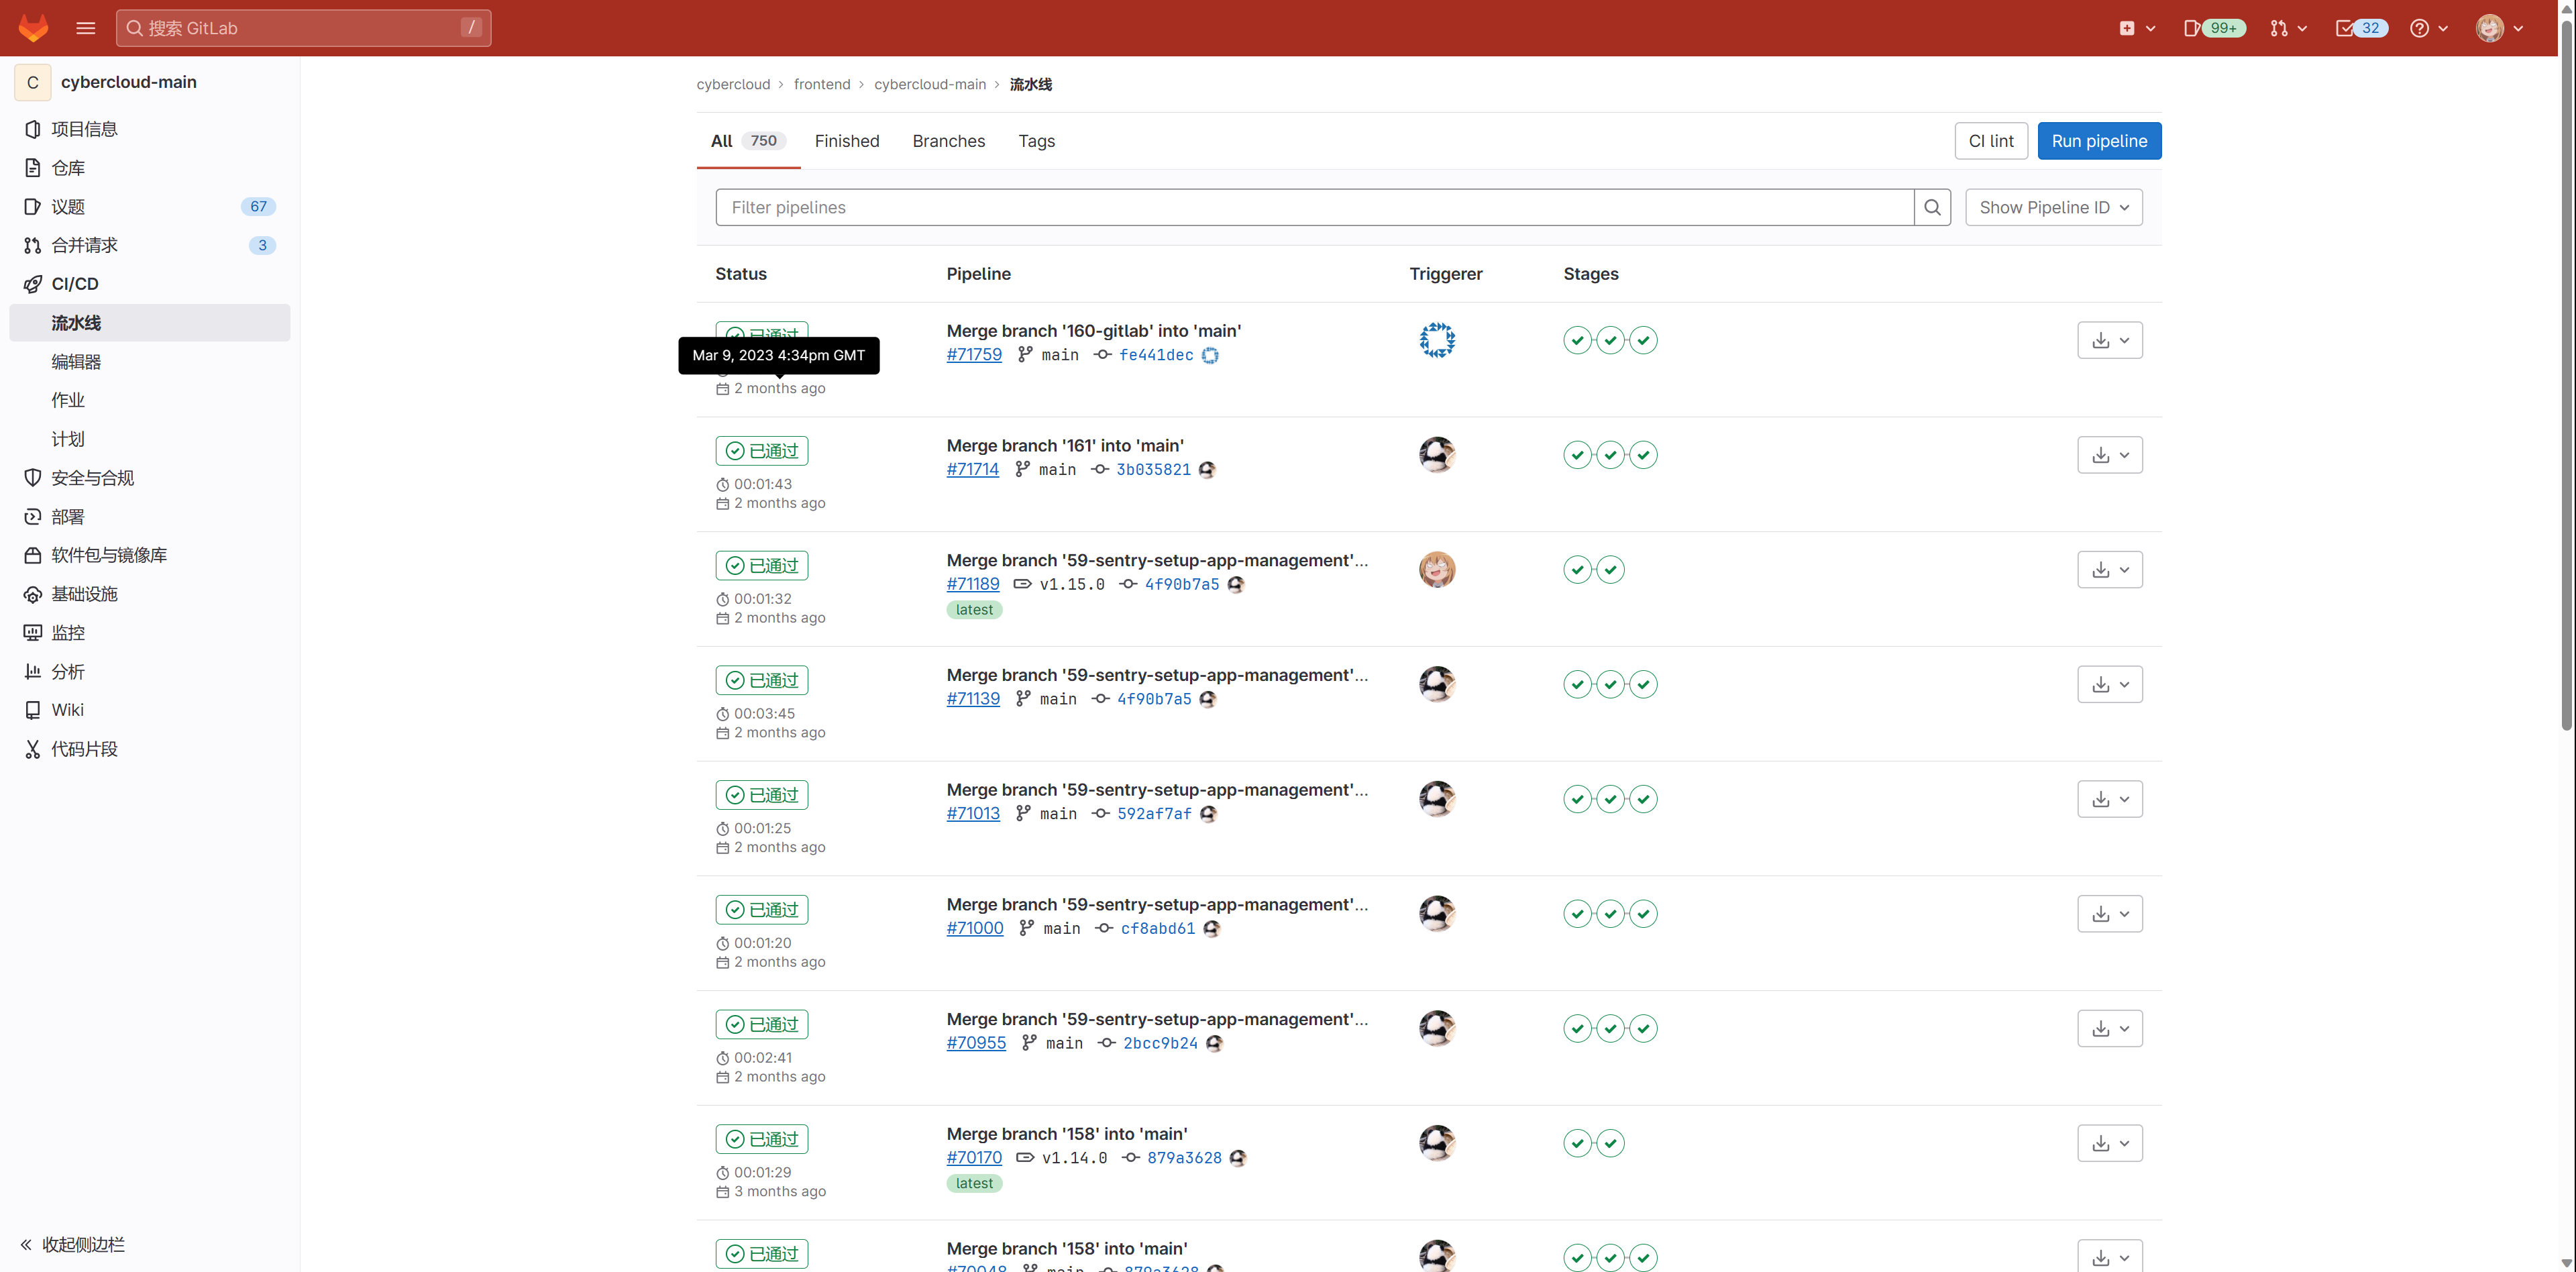 搜索 GitLab /
99+
32
C cybercloud-main
项目信息
仓库
议题 67
合并请求 3
CI/CD
流水线
编辑器
作业
计划
安全与合规
部署
软件包与镜像库
基础设施
监控
分析
Wiki
代码片段
收起侧边栏
cybercloud › frontend › cybercloud-main › 流水线
All 750 Finished Branches Tags
CI lint Run pipeline
Filter pipelines Show Pipeline ID
Status Pipeline Triggerer Stages
已通过
Mar 9, 2023 4:34pm GMT
2 months ago
Merge branch '160-gitlab' into 'main'
#71759 main fe441dec
已通过
00:01:43
2 months ago
Merge branch '161' into 'main'
#71714 main 3b035821
已通过
00:01:32
2 months ago
Merge branch '59-sentry-setup-app-management'...
#71189 v1.15.0 4f90b7a5
latest
已通过
00:03:45
2 months ago
Merge branch '59-sentry-setup-app-management'...
#71139 main 4f90b7a5
已通过
00:01:25
2 months ago
Merge branch '59-sentry-setup-app-management'...
#71013 main 592af7af
已通过
00:01:20
2 months ago
Merge branch '59-sentry-setup-app-management'...
#71000 main cf8abd61
已通过
00:02:41
2 months ago
Merge branch '59-sentry-setup-app-management'...
#70955 main 2bcc9b24
已通过
00:01:29
3 months ago
Merge branch '158' into 'main'
#70170 v1.14.0 879a3628
latest
已通过
Merge branch '158' into 'main'
#70048 main 879a3628